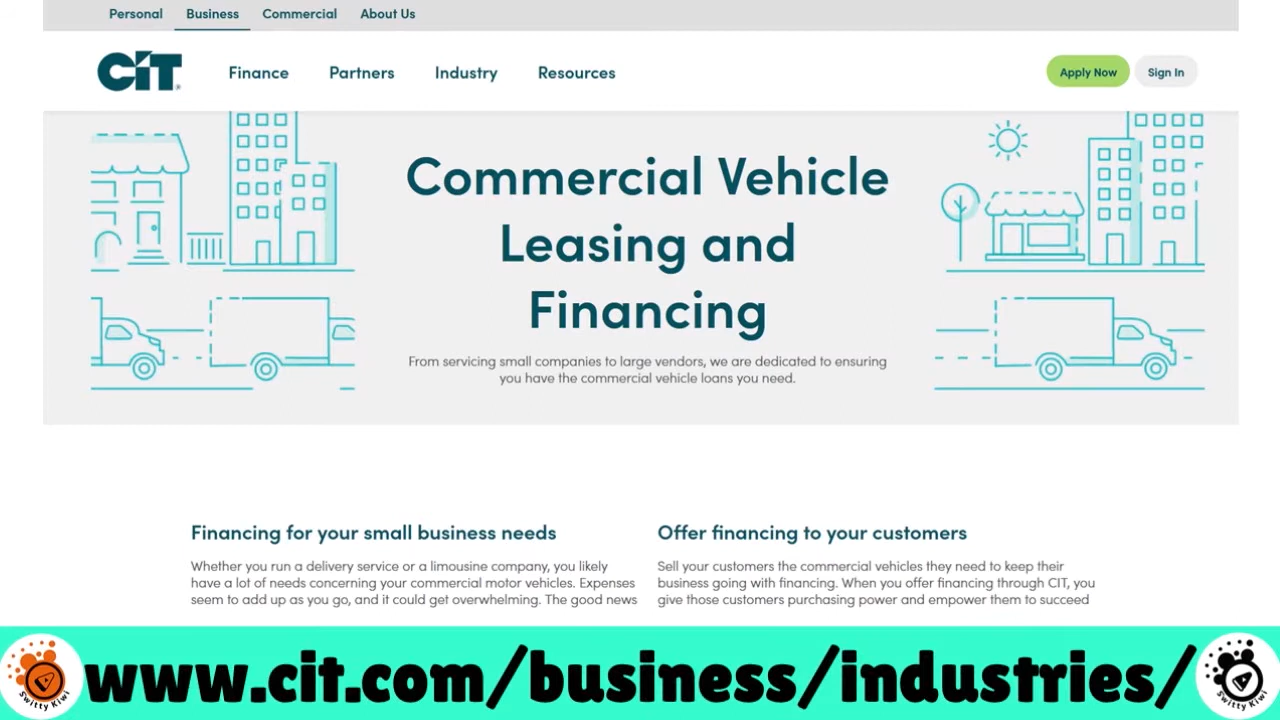 Personal Business Commercial About Us
CIT Finance Partners Industry Resources Apply Now Sign In
Commercial Vehicle
Leasing and
Financing
From servicing small companies to large vendors, we are dedicated to ensuring
you have the commercial vehicle loans you need.
Financing for your small business needs
Whether you run a delivery service or a limousine company, you likely
have a lot of needs concerning your commercial motor vehicles. Expenses
seem to add up as you go, and it could get overwhelming. The good news
Offer financing to your customers
Sell your customers the commercial vehicles they need to keep their
business going with financing. When you offer financing through CIT, you
give those customers purchasing power and empower them to succeed
Switty Kiwi
www.cit.com/business/industries/
Switty Kiwi